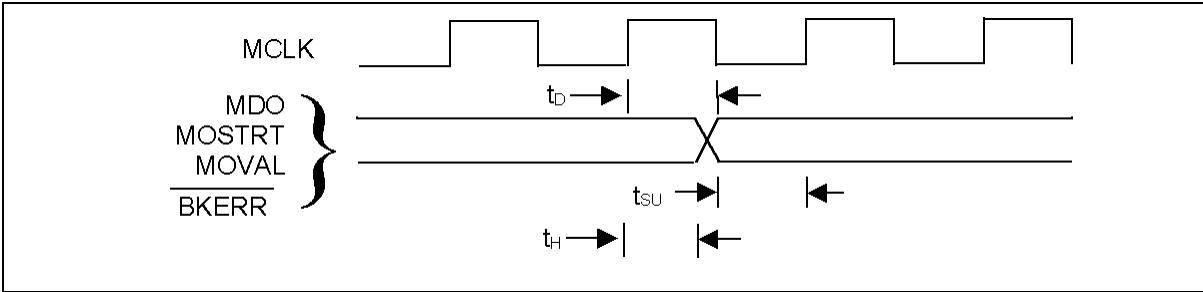 MCLK
MDO
tD
MOSTRT
MOVAL
BKERR
tSU
tH